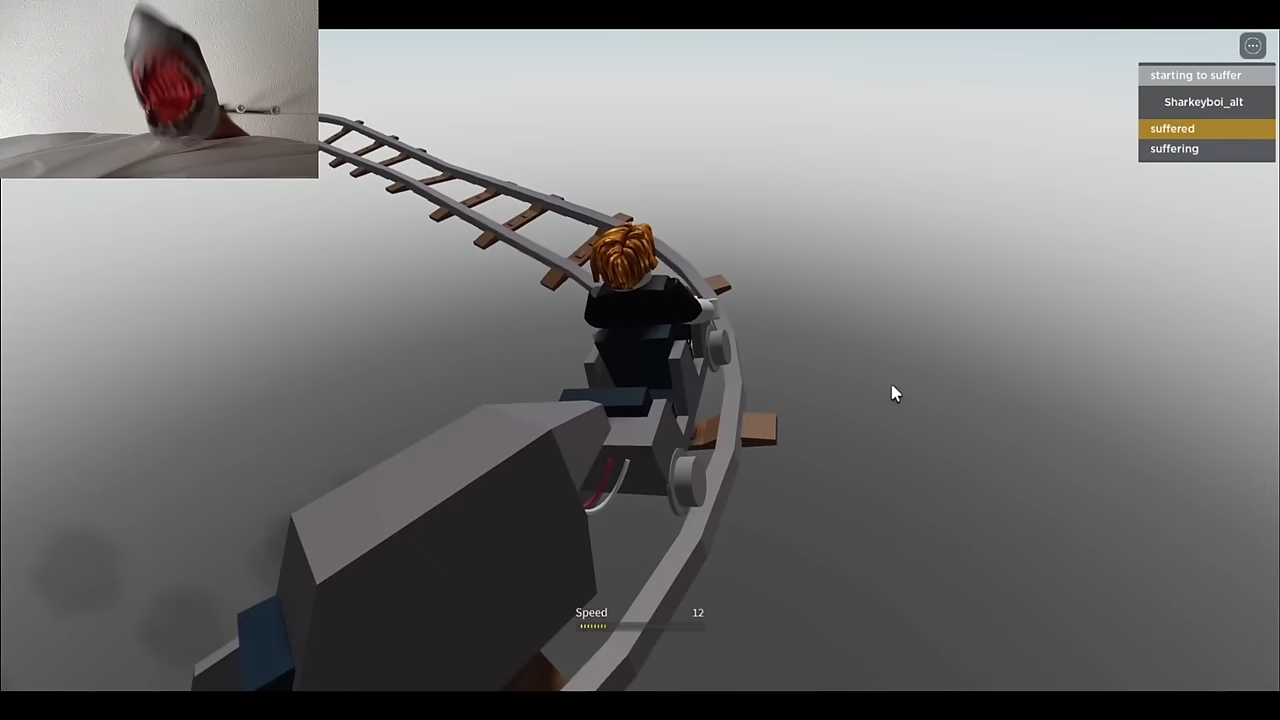 starting to suffer
Sharkeyboi_alt
suffered
suffering
Speed 12